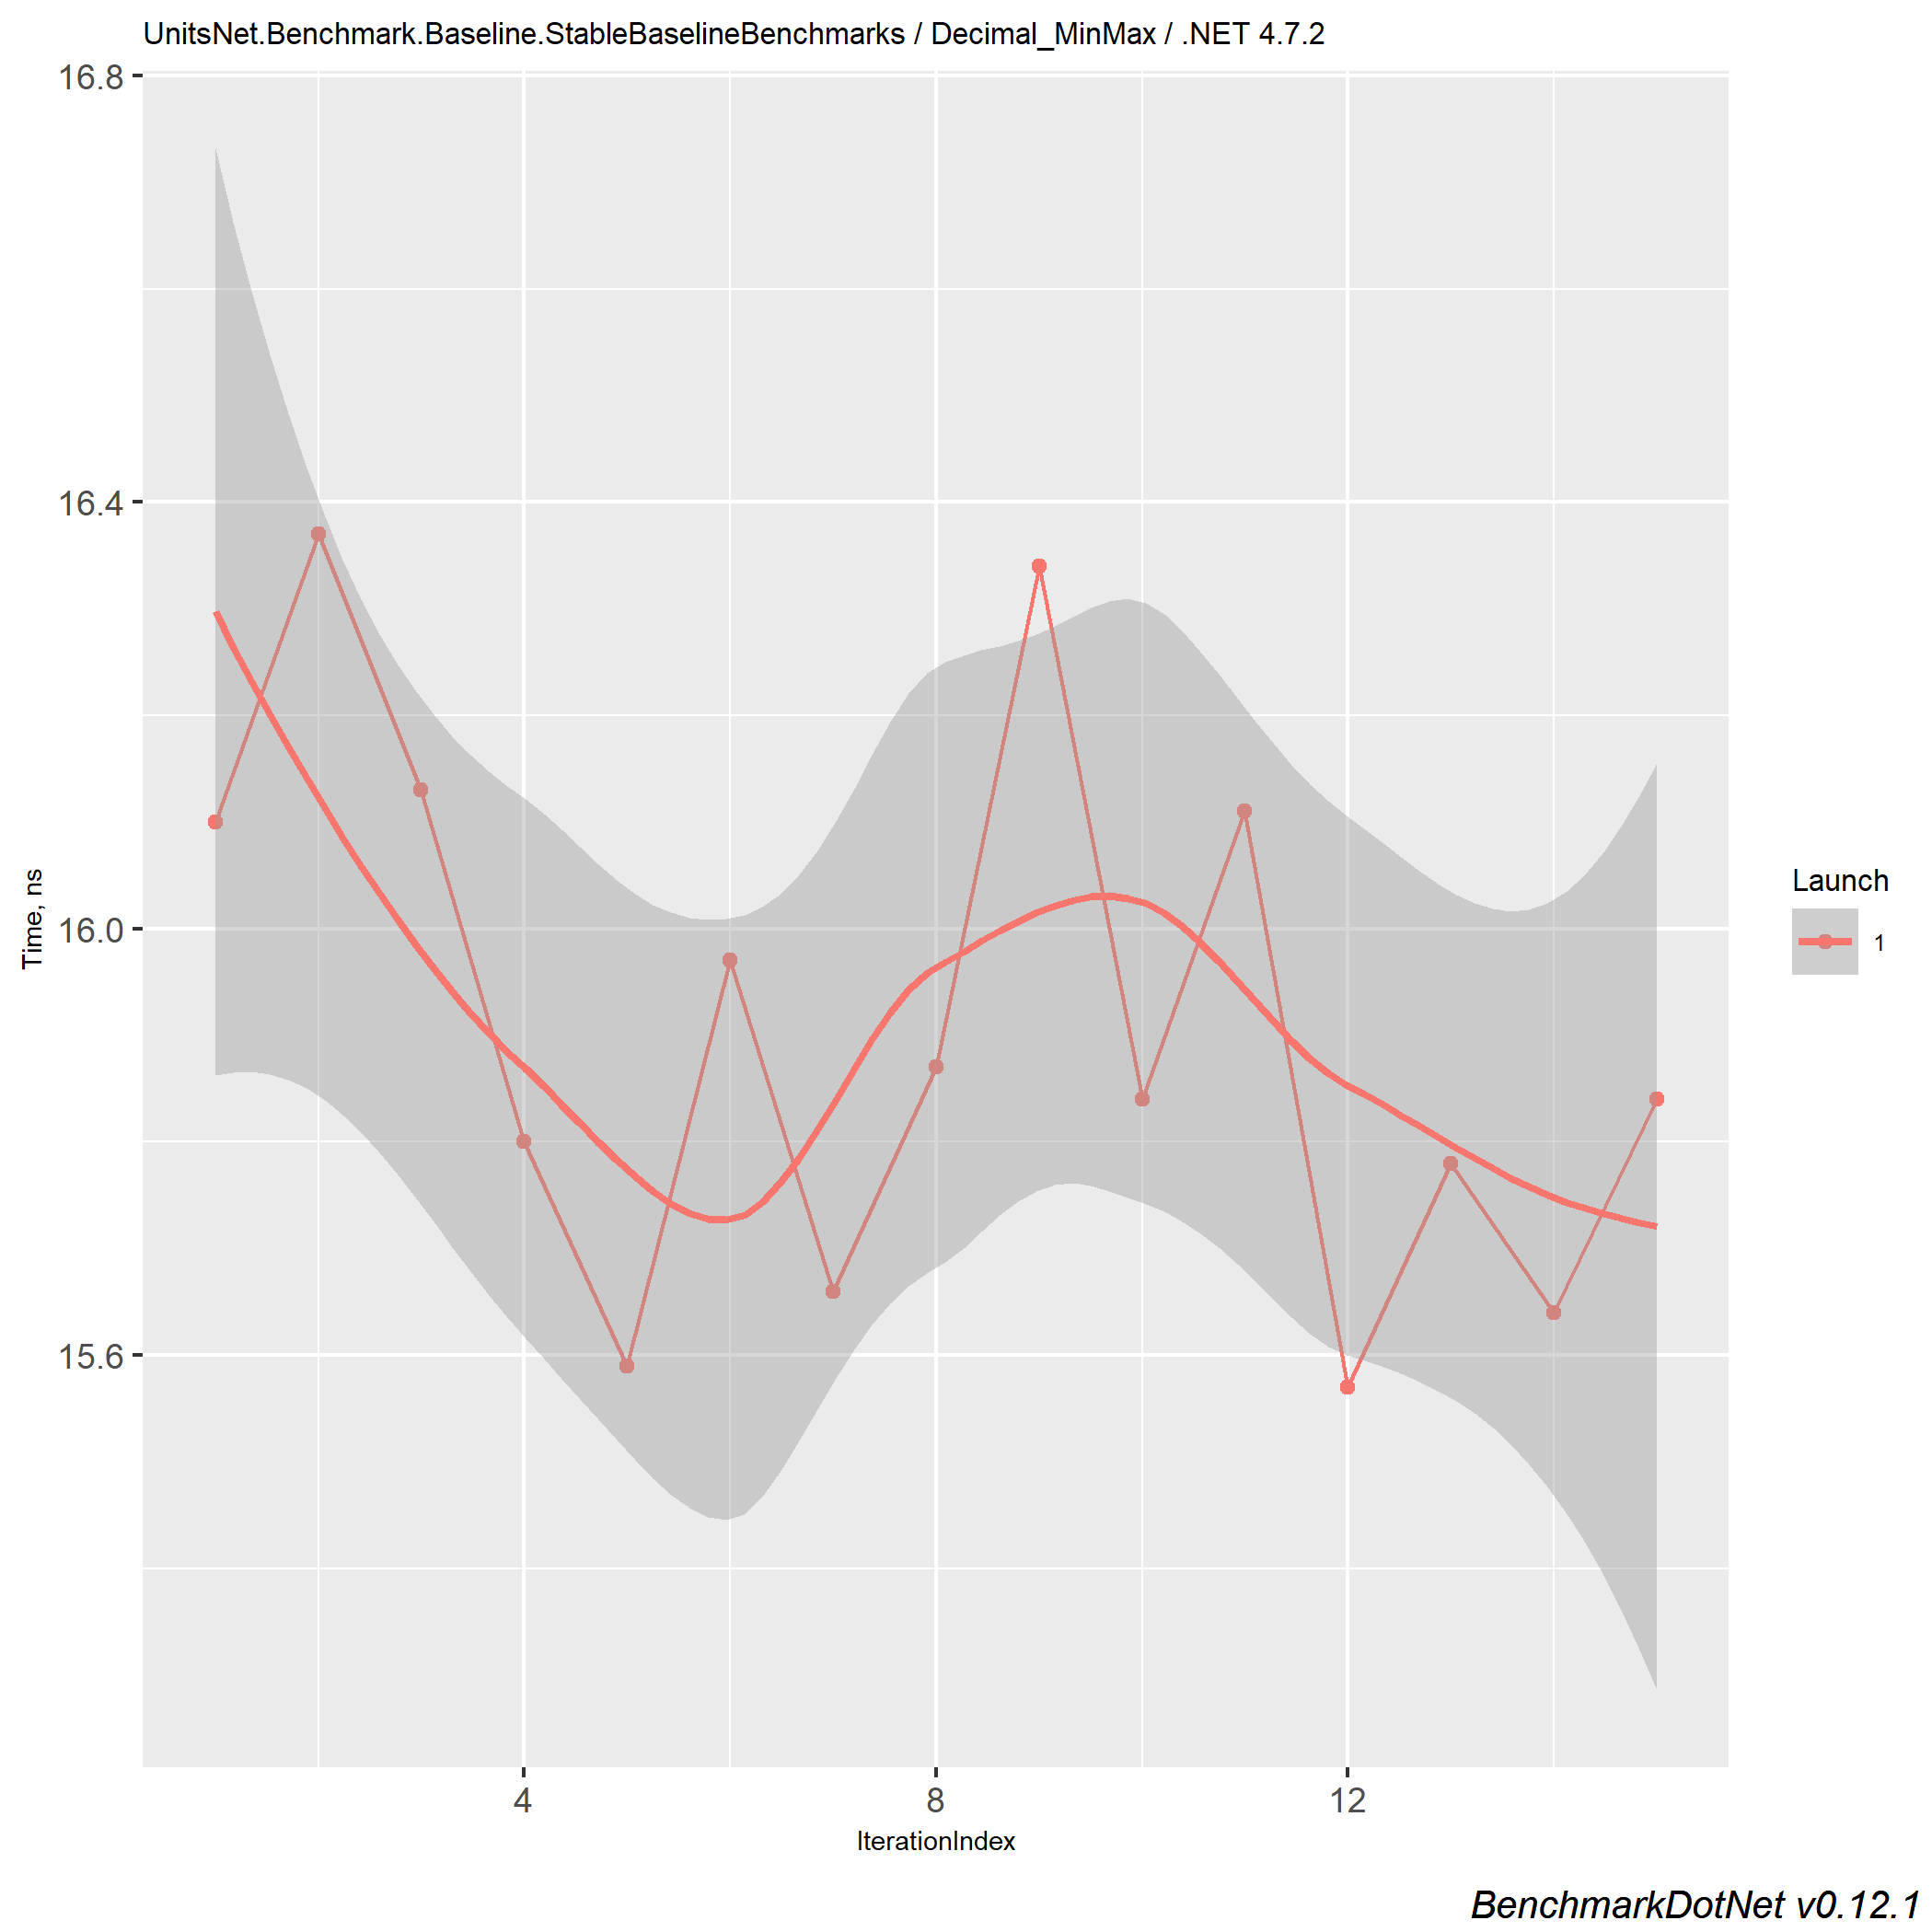 UnitsNet.Benchmark.Baseline.StableBaselineBenchmarks / Decimal_MinMax / .NET 4.7.2
16.8
16.4
16.0
15.6
Time, ns
4
8
12
IterationIndex
Launch
1
BenchmarkDotNet v0.12.1